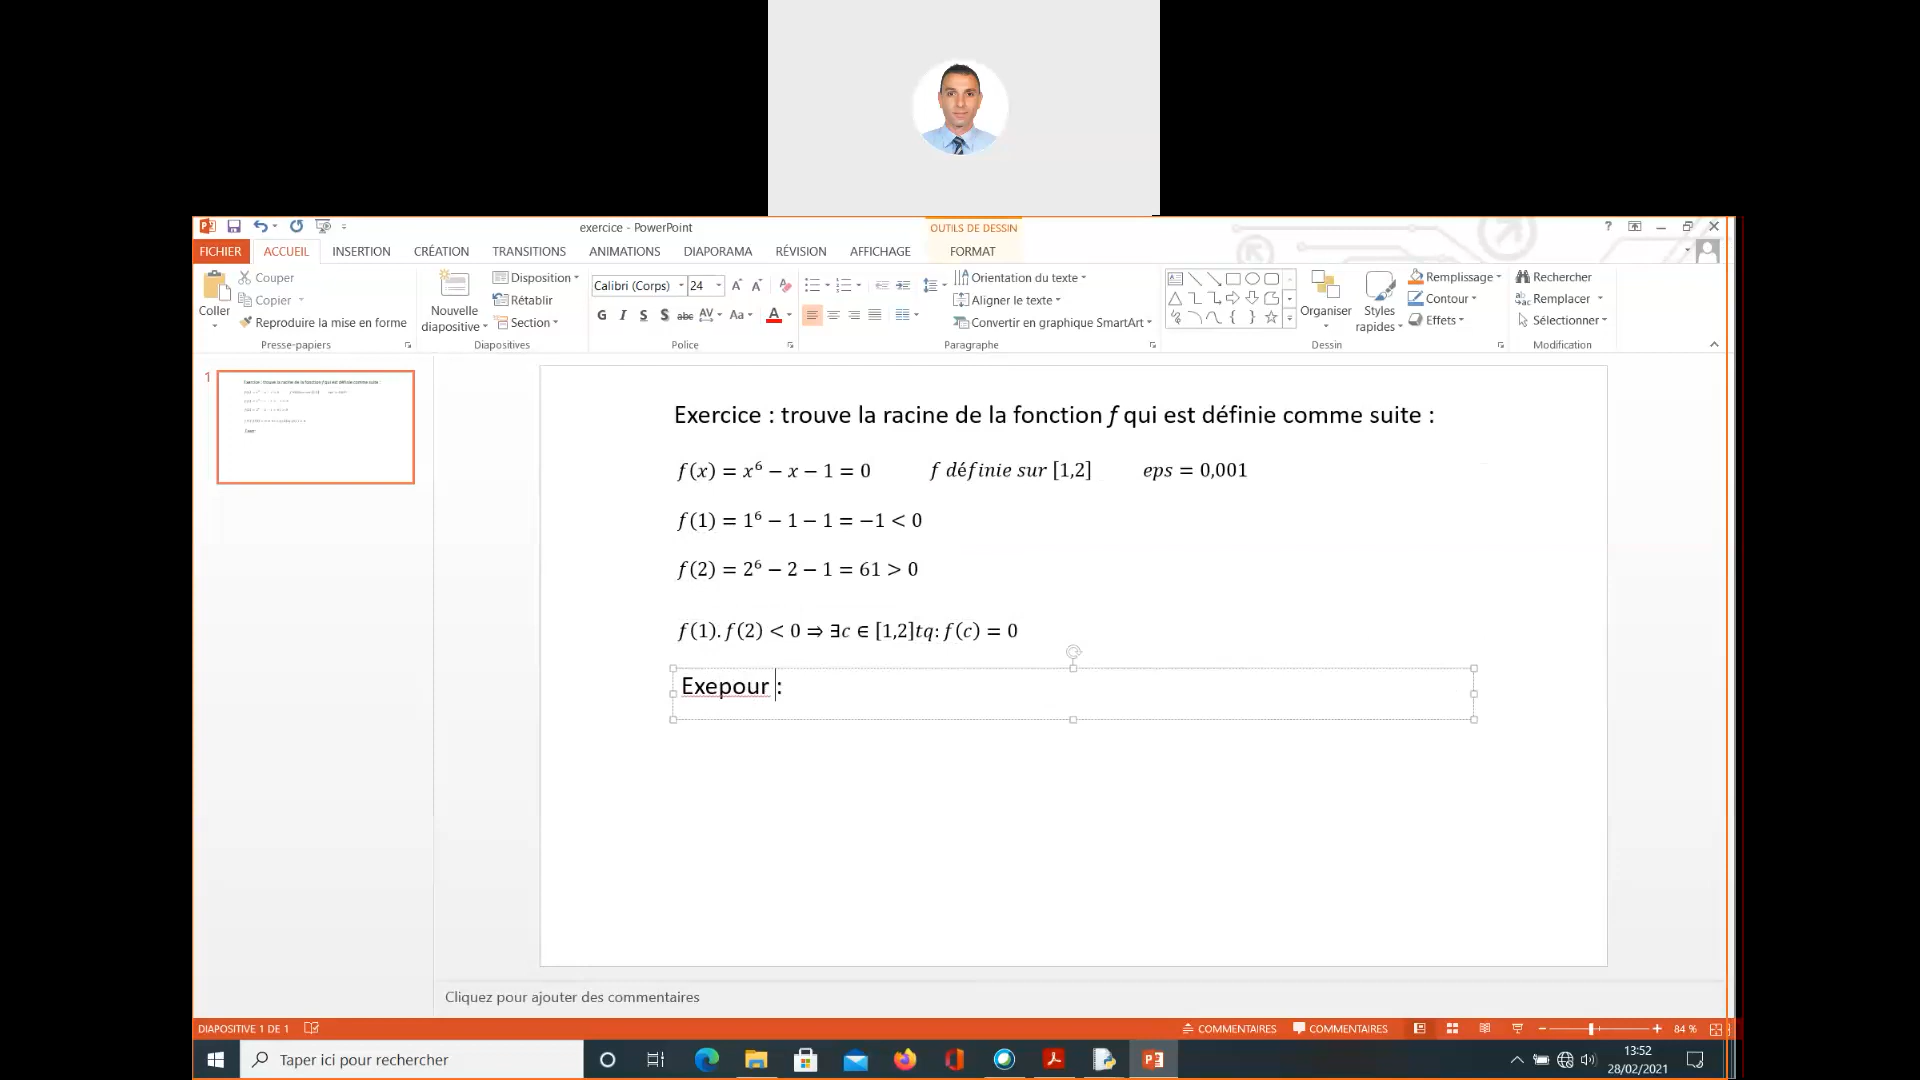 exercice - PowerPoint
OUTILS DE DESSIN
?
FICHIER ACCUEIL INSERTION CRÉATION TRANSITIONS ANIMATIONS DIAPORAMA RÉVISION AFFICHAGE FORMAT
Coller
Couper
Copier
Reproduire la mise en forme
Presse-papiers
Nouvelle
diapositive
Disposition
Rétablir
Section
Diapositives
Calibri (Corps) 24
G I S S abc AV Aa A
Police
Orientation du texte
Aligner le texte
Convertir en graphique SmartArt
Paragraphe
Organiser
Styles
rapides
Remplissage
Contour
Effets
Dessin
Rechercher
Remplacer
Sélectionner
Modification
1
Exercice : trouve la racine de la fonction f qui est définie comme suite :
f(x) = x⁶ − x − 1 = 0 f définie sur [1,2] eps = 0,001
f(1) = 1⁶ − 1 − 1 = −1 < 0
f(2) = 2⁶ − 2 − 1 = 61 > 0
f(1).f(2) < 0 ⇒ ∃c ∈ [1,2]tq: f(c) = 0
Exepour :
Cliquez pour ajouter des commentaires
DIAPOSITIVE 1 DE 1 COMMENTAIRES COMMENTAIRES 84 %
Taper ici pour rechercher
13:52
28/02/2021